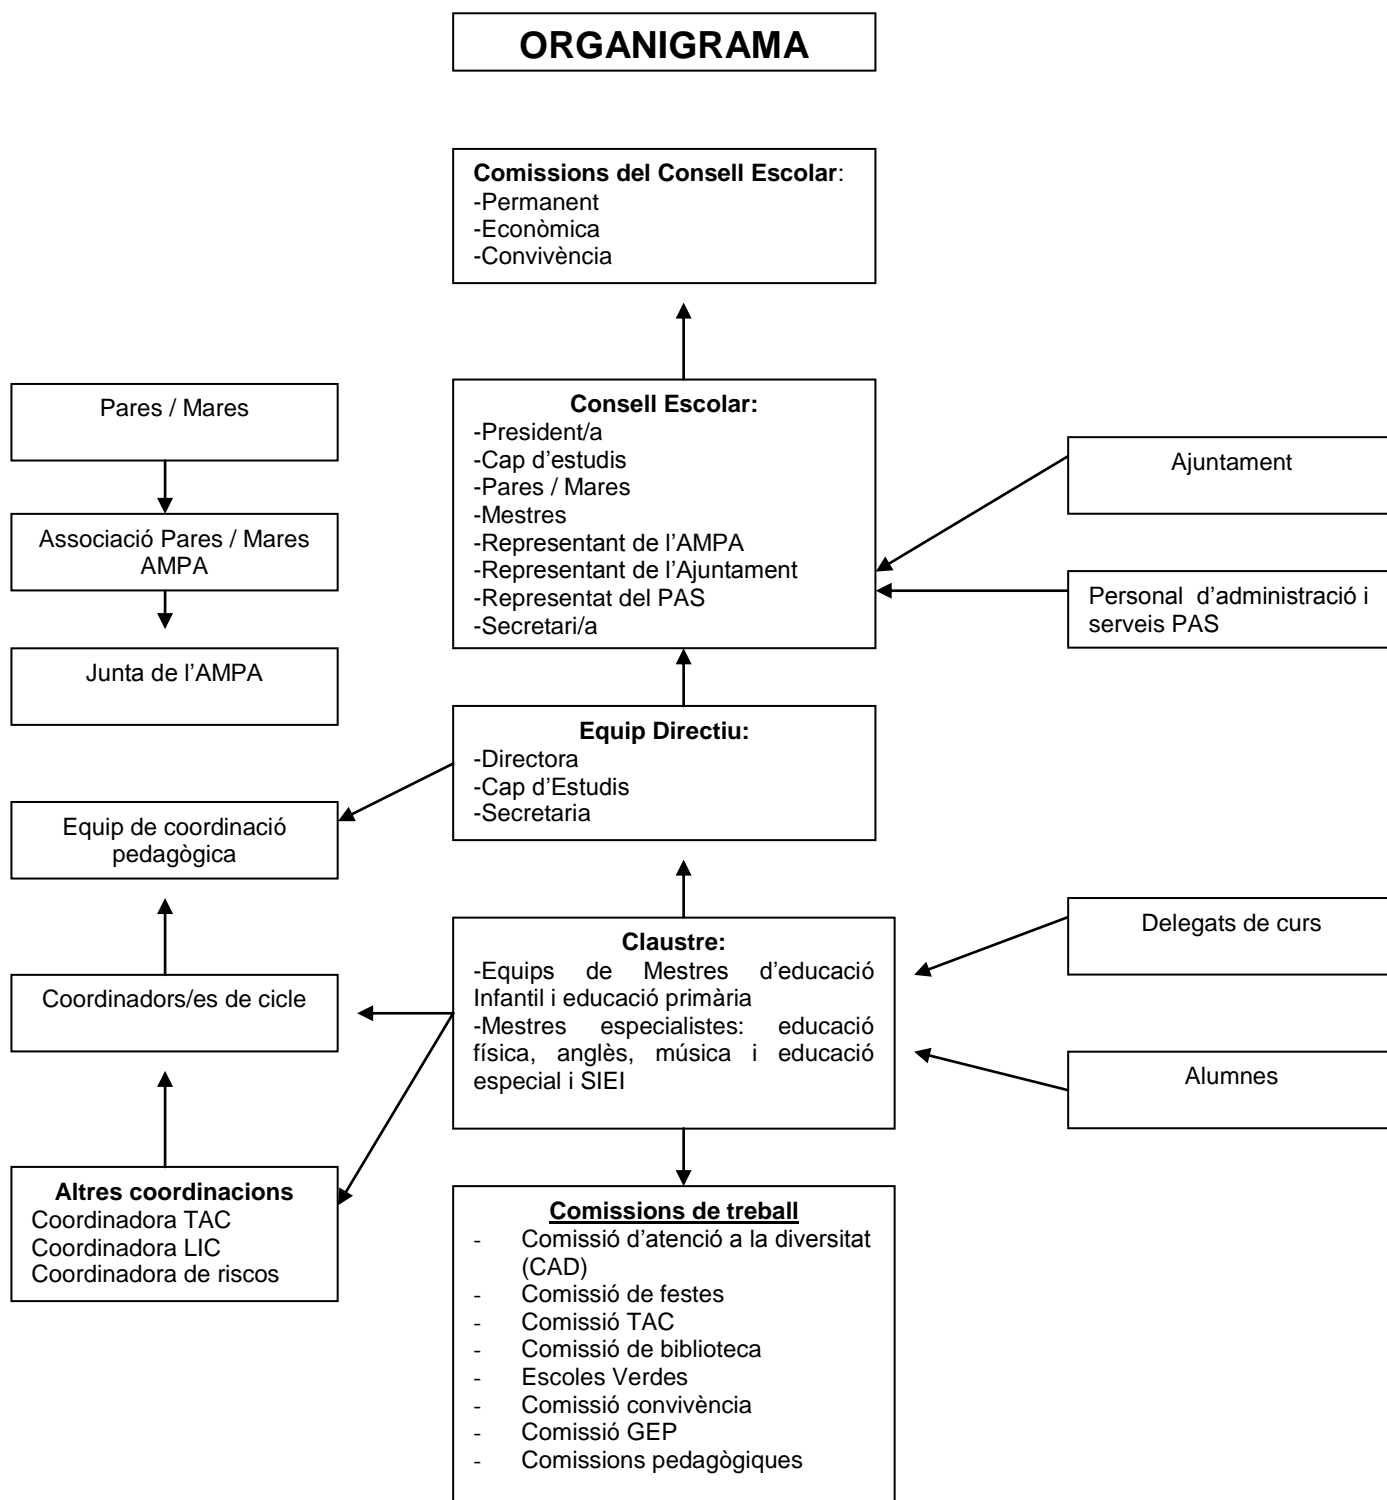 ORGANIGRAMA
Comissions del Consell Escolar:
-Permanent
-Econòmica
-Convivència
Pares / Mares
Associació Pares / Mares
AMPA
Junta de l’AMPA
Consell Escolar:
-President/a
-Cap d’estudis
-Pares / Mares
-Mestres
-Representant de l’AMPA
-Representant de l’Ajuntament
-Representat del PAS
-Secretari/a
Ajuntament
Personal d’administració i
serveis PAS
Equip Directiu:
-Directora
-Cap d’Estudis
-Secretaria
Equip de coordinació
pedagògica
Coordinadors/es de cicle
Claustre:
-Equips de Mestres d’educació
Infantil i educació primària
-Mestres especialistes: educació
física, anglès, música i educació
especial i SIEI
Delegats de curs
Alumnes
Altres coordinacions
Coordinadora TAC
Coordinadora LIC
Coordinadora de riscos
Comissions de treball
- Comissió d’atenció a la diversitat
(CAD)
- Comissió de festes
- Comissió TAC
- Comissió de biblioteca
- Escoles Verdes
- Comissió convivència
- Comissió GEP
- Comissions pedagògiques